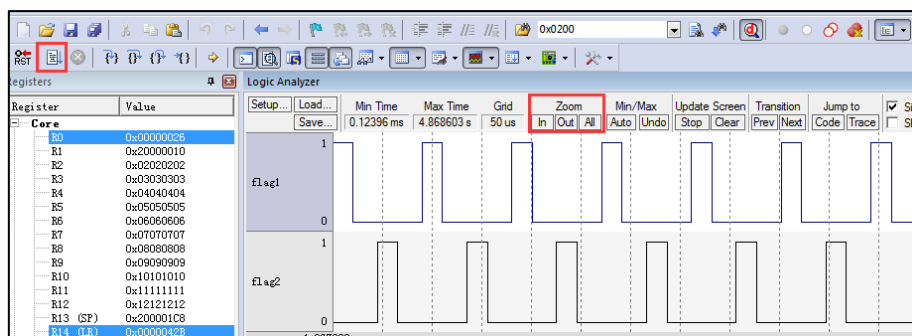 0x0200
RST
egisters
Logic Analyzer
Register Value
Core
R0 0x00000026
R1 0x20000010
R2 0x02020202
R3 0x03030303
R4 0x04040404
R5 0x05050505
R6 0x06060606
R7 0x07070707
R8 0x08080808
R9 0x09090909
R10 0x10101010
R11 0x11111111
R12 0x12121212
R13 (SP) 0x200001C8
R14 (LR) 0x0000042B
Setup... Load... Min Time Max Time Grid Zoom Min/Max Update Screen Transition Jump to Si
Save... 0.12396 ms 4.868603 s 50 us In Out All Auto Undo Stop Clear Prev Next Code Trace
1
flag1
0
1
flag2
0